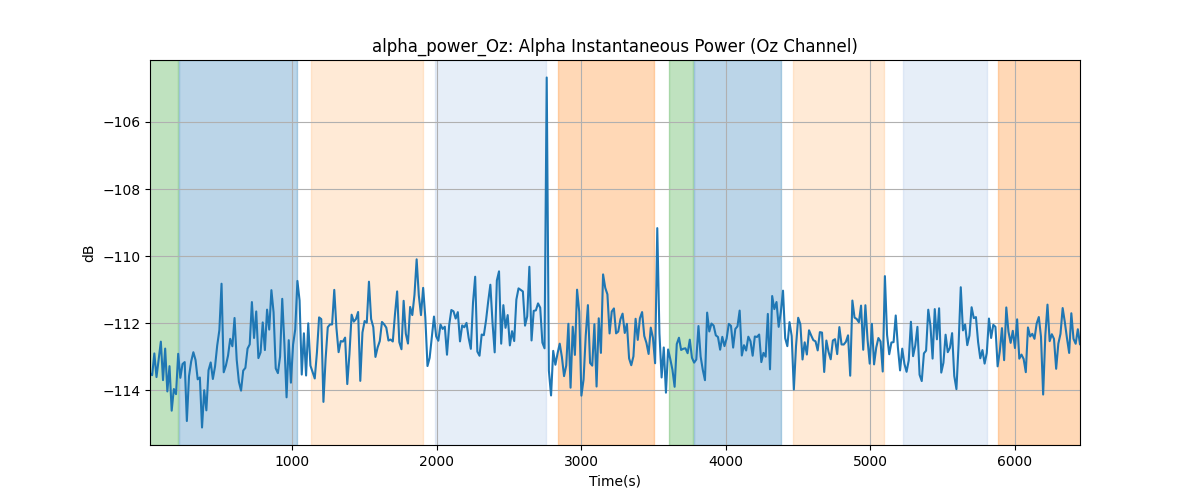 alpha_power_Oz: Alpha Instantaneous Power (Oz Channel)
−106
−108
−110
−112
−114
dB
1000 2000 3000 4000 5000 6000
Time(s)